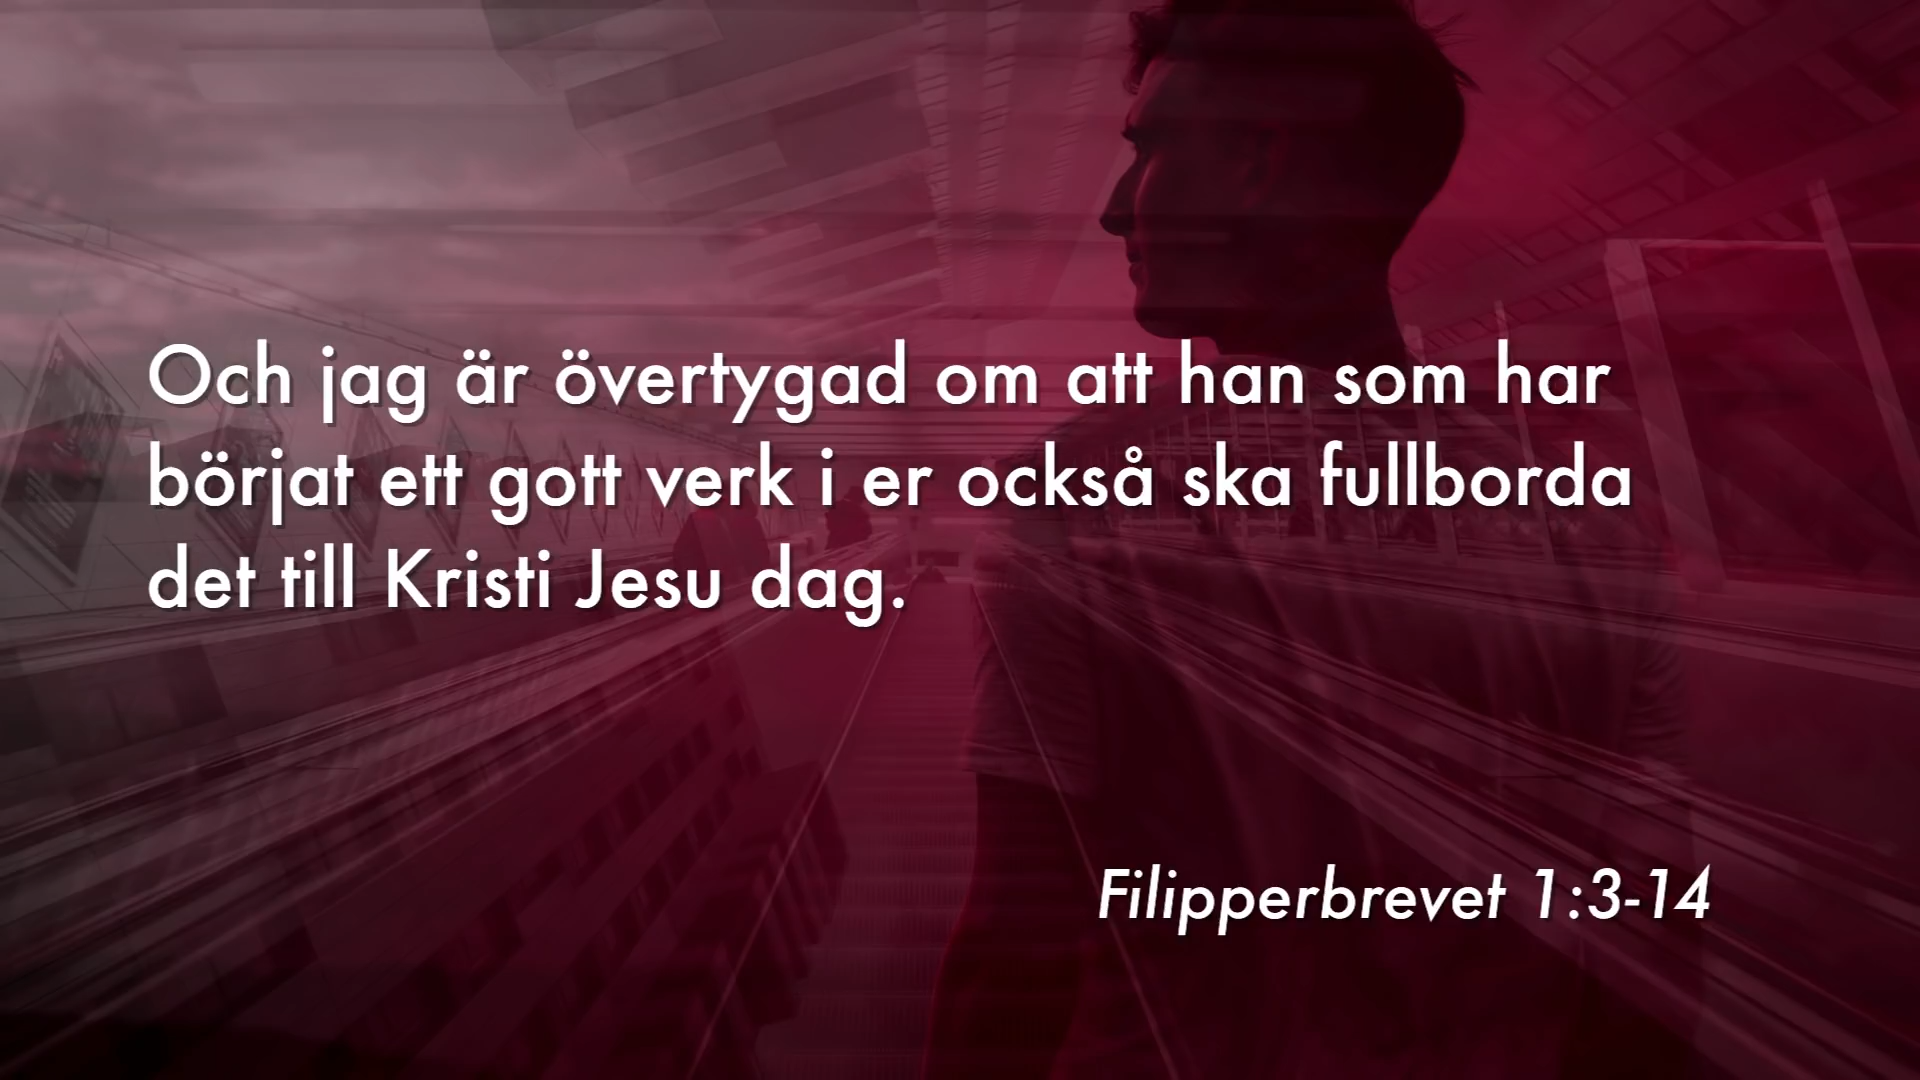 Och jag är övertygad om att han som har
börjat ett gott verk i er också ska fullborda
det till Kristi Jesu dag.
Filipperbrevet 1:3-14